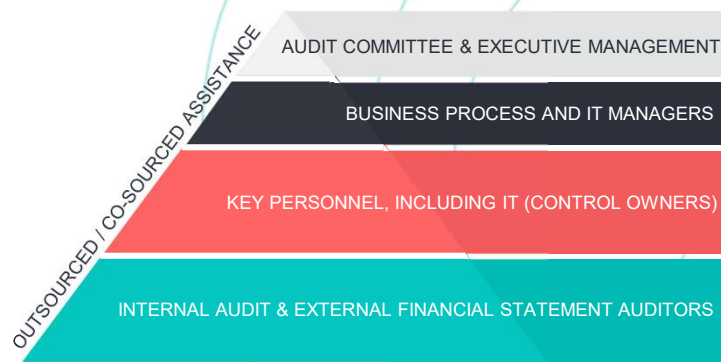 OUTSOURCED / CO-SOURCED ASSISTANCE
AUDIT COMMITTEE & EXECUTIVE MANAGEMENT
BUSINESS PROCESS AND IT MANAGERS
KEY PERSONNEL, INCLUDING IT (CONTROL OWNERS)
INTERNAL AUDIT & EXTERNAL FINANCIAL STATEMENT AUDITORS